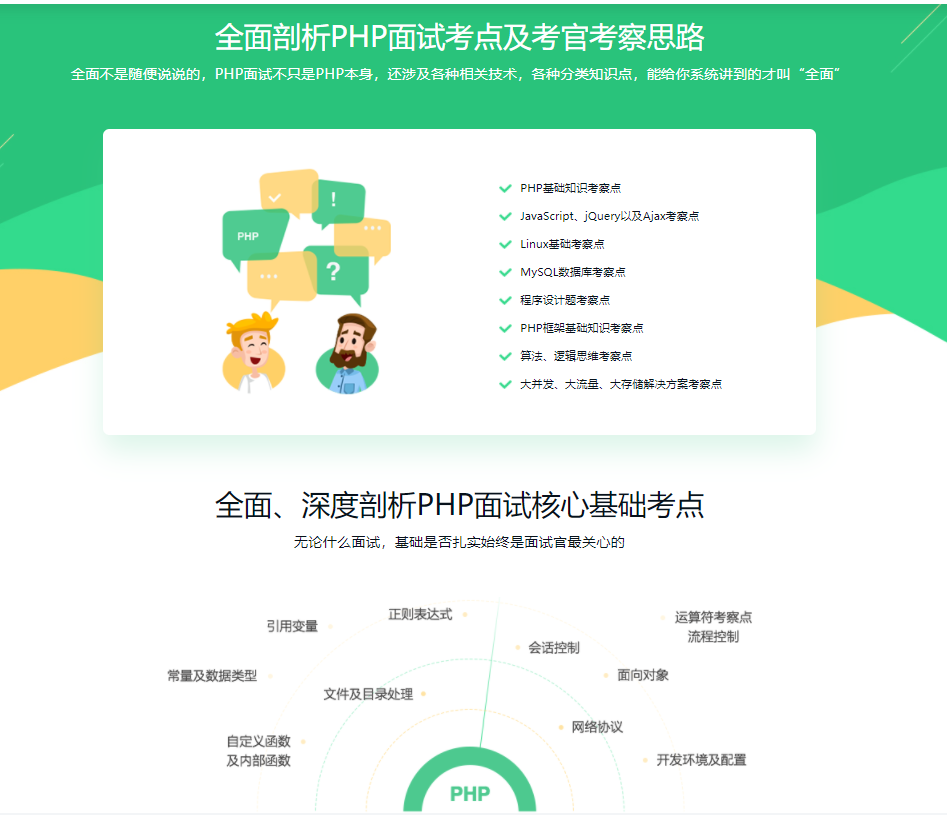 全面剖析PHP面试考点及考官考察思路
全面不是随便说说的，PHP面试不只是PHP本身，还涉及各种相关技术，各种分类知识点，能给你系统讲到的才叫“全面”
!
PHP
...
...
?
PHP基础知识考察点
JavaScript、jQuery以及Ajax考察点
Linux基础考察点
MySQL数据库考察点
程序设计题考察点
PHP框架基础知识考察点
算法、逻辑思维考察点
大并发、大流量、大存储解决方案考察点
全面、深度剖析PHP面试核心基础考点
无论什么面试，基础是否扎实始终是面试官最关心的
正则表达式
引用变量
运算符考察点
流程控制
会话控制
常量及数据类型
面向对象
文件及目录处理
网络协议
自定义函数
及内部函数
开发环境及配置
PHP